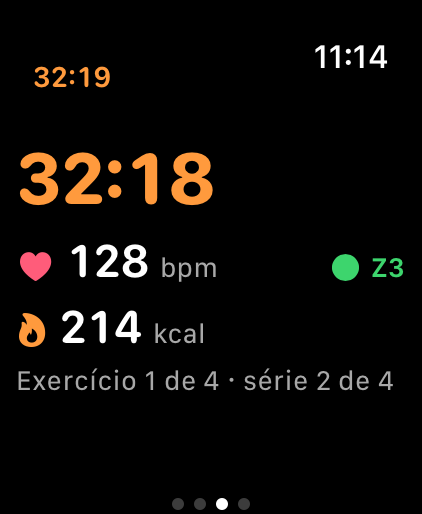 11:14
32:19
32:18
128 bpm Z3
214 kcal
Exercício 1 de 4 · série 2 de 4